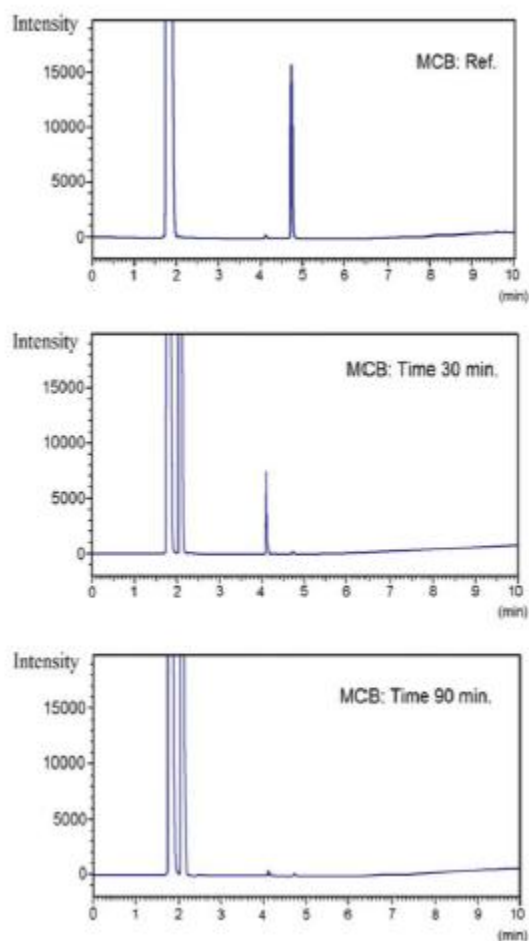 Intensity
MCB: Ref.
15000
10000
5000
0
0 1 2 3 4 5 6 7 8 9 10
(min)
Intensity
MCB: Time 30 min.
15000
10000
5000
0
0 1 2 3 4 5 6 7 8 9 10
(min)
Intensity
MCB: Time 90 min.
15000
10000
5000
0
0 1 2 3 4 5 6 7 8 9 10
(min)